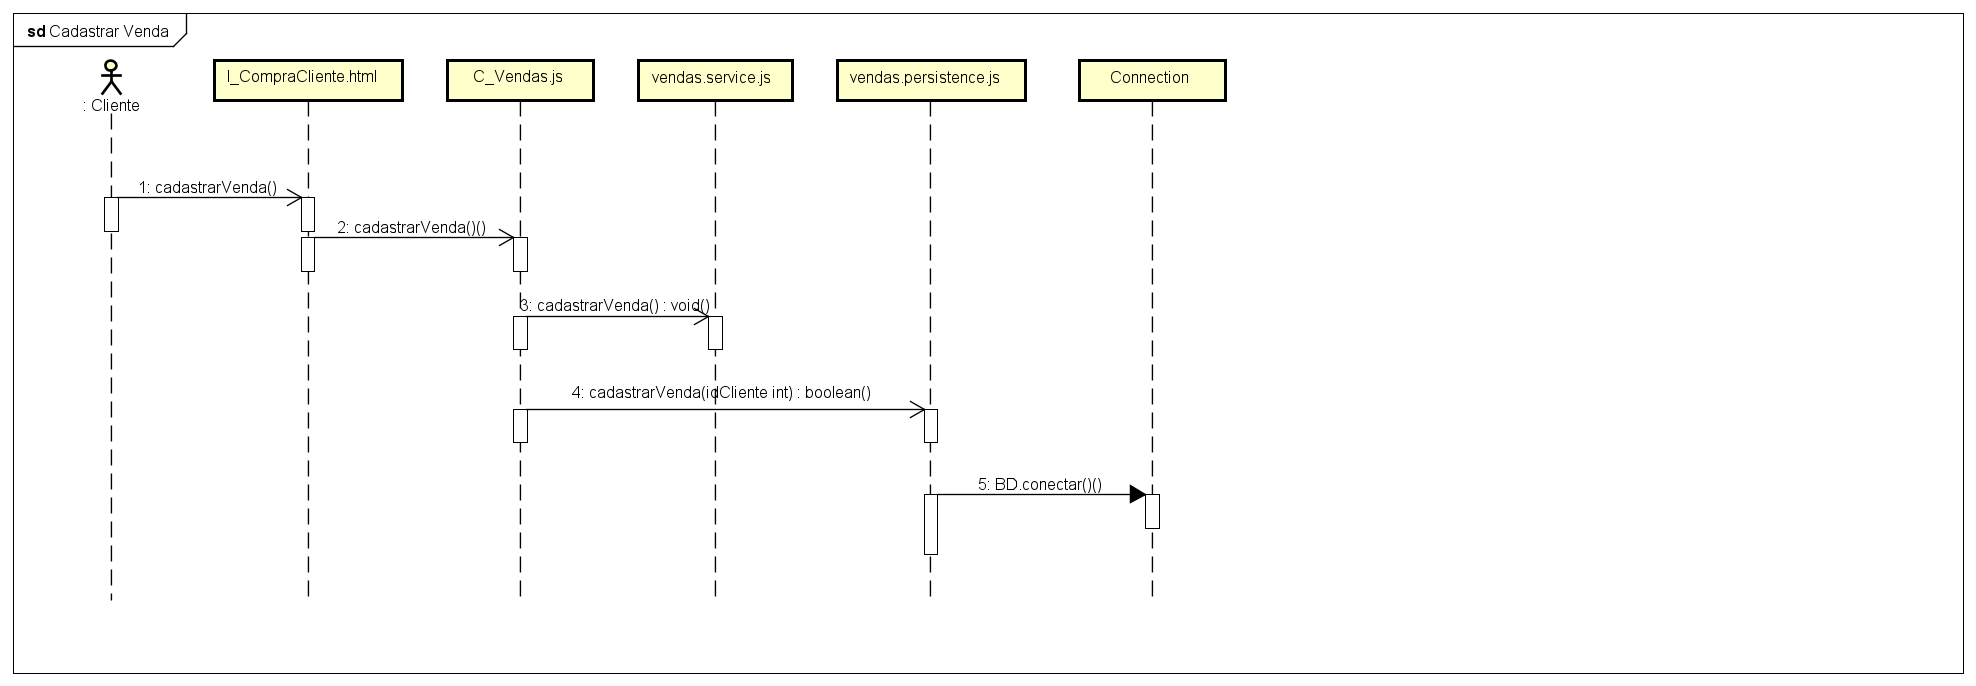 sd Cadastrar Venda
: Cliente
I_CompraCliente.html
C_Vendas.js
vendas.service.js
vendas.persistence.js
Connection
1: cadastrarVenda()
2: cadastrarVenda()()
3: cadastrarVenda() : void()
4: cadastrarVenda(idCliente int) : boolean()
5: BD.conectar()()